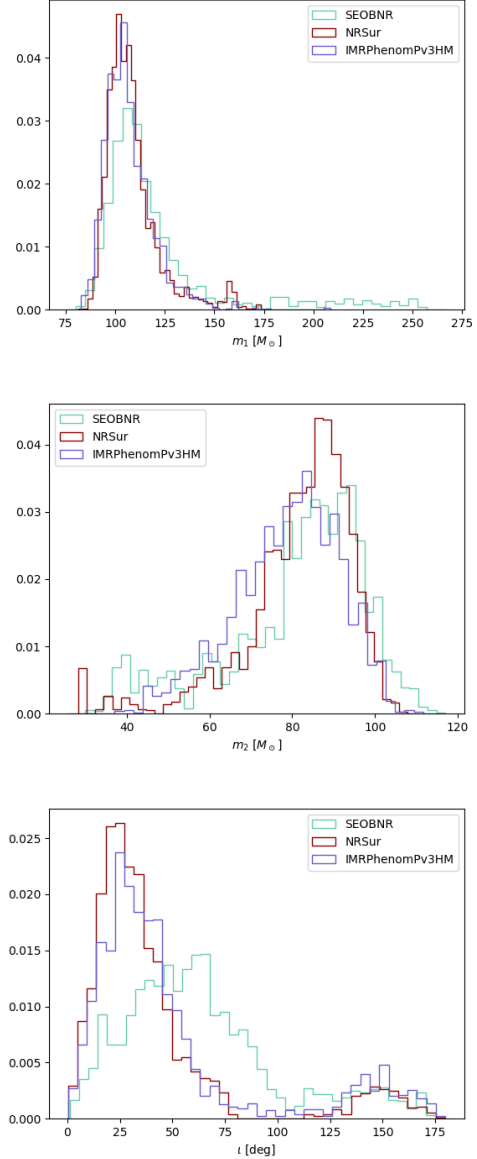 0.04
0.03
0.02
0.01
0.00
SEOBNR
NRSur
IMRPhenomPv3HM
75 100 125 150 175 200 225 250 275
m₁ [M⊙]
0.04
0.03
0.02
0.01
0.00
SEOBNR
NRSur
IMRPhenomPv3HM
40 60 80 100 120
m₂ [M⊙]
0.025
0.020
0.015
0.010
0.005
0.000
SEOBNR
NRSur
IMRPhenomPv3HM
0 25 50 75 100 125 150 175
ι [deg]